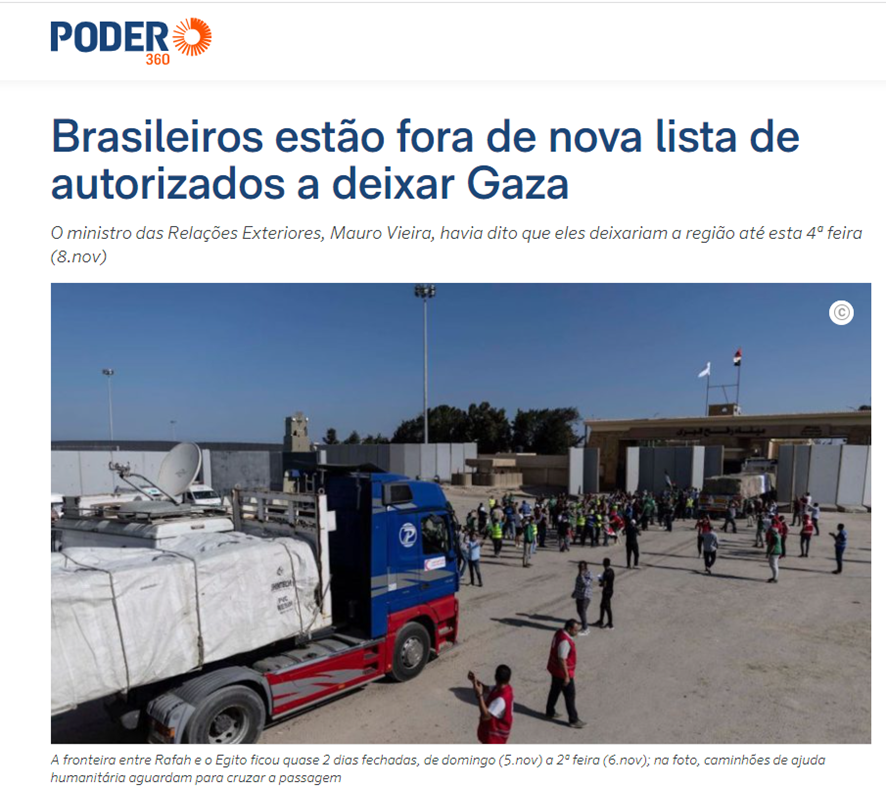 PODER
360
Brasileiros estão fora de nova lista de
autorizados a deixar Gaza
O ministro das Relações Exteriores, Mauro Vieira, havia dito que eles deixariam a região até esta 4ª feira
(8.nov)
©
A fronteira entre Rafah e o Egito ficou quase 2 dias fechadas, de domingo (5.nov) a 2ª feira (6.nov); na foto, caminhões de ajuda
humanitária aguardam para cruzar a passagem